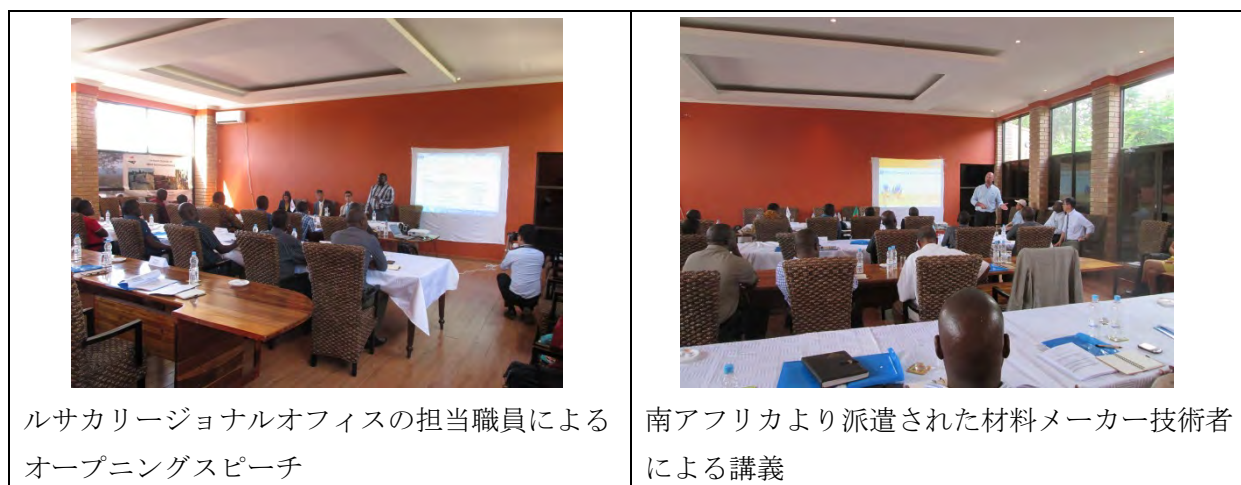 ルサカリージョナルオフィスの担当職員による
オープニングスピーチ
南アフリカより派遣された材料メーカー技術者
による講義